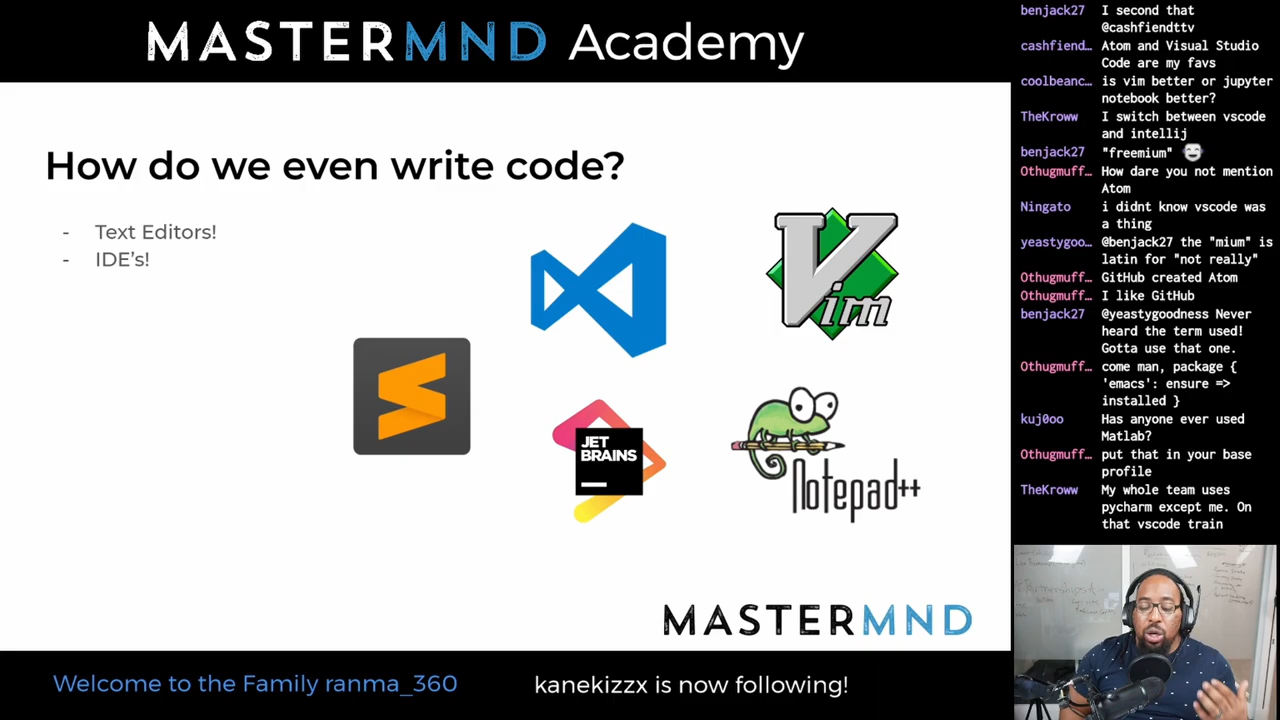 MASTERMND Academy
How do we even write code?
- Text Editors!
- IDE's!
Vim
JET
BRAINS
Notepad++
MASTERMND
Welcome to the Family ranma_360
kanekizzx is now following!
benjack27 I second that
@cashfiendttv
cashfiend… Atom and Visual Studio
Code are my favs
coolbeanc… is vim better or jupyter
notebook better?
TheKroww I switch between vscode
and intellij
benjack27 "freemium"
Othugmuff… How dare you not mention
Atom
Ningato i didnt know vscode was
a thing
yeastygoo… @benjack27 the "mium" is
latin for "not really"
Othugmuff… GitHub created Atom
Othugmuff… I like GitHub
benjack27 @yeastygoodness Never
heard the term used!
Gotta use that one.
Othugmuff… come man, package {
'emacs': ensure =>
installed }
kuj0oo Has anyone ever used
Matlab?
Othugmuff… put that in your base
profile
TheKroww My whole team uses
pycharm except me. On
that vscode train